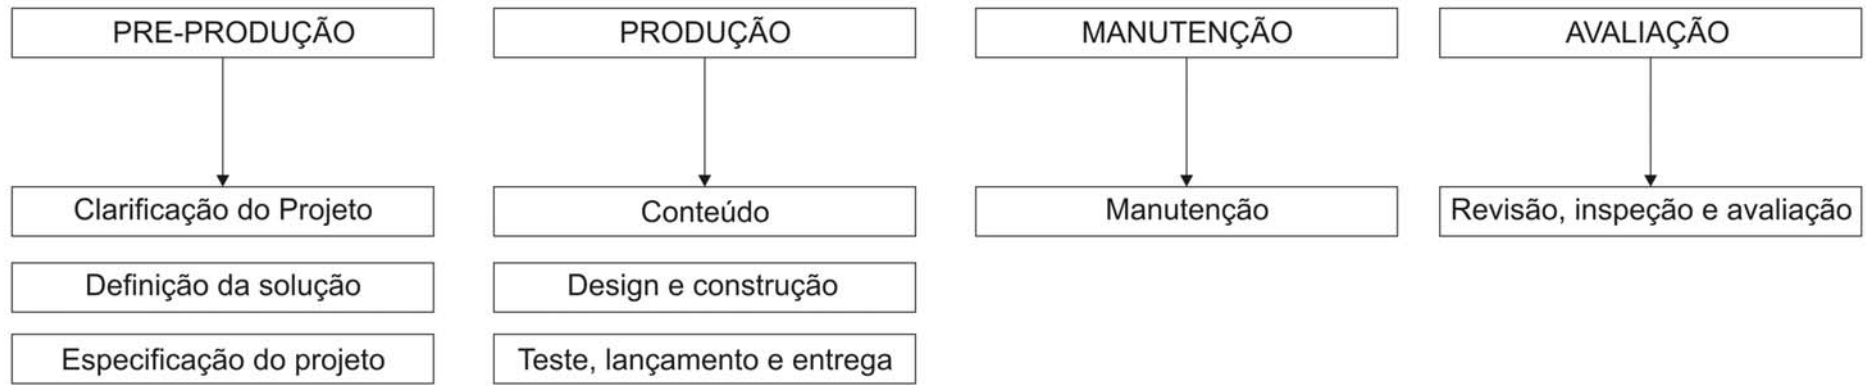 PRE-PRODUÇÃO
Clarificação do Projeto
Definição da solução
Especificação do projeto
PRODUÇÃO
Conteúdo
Design e construção
Teste, lançamento e entrega
MANUTENÇÃO
Manutenção
AVALIAÇÃO
Revisão, inspeção e avaliação